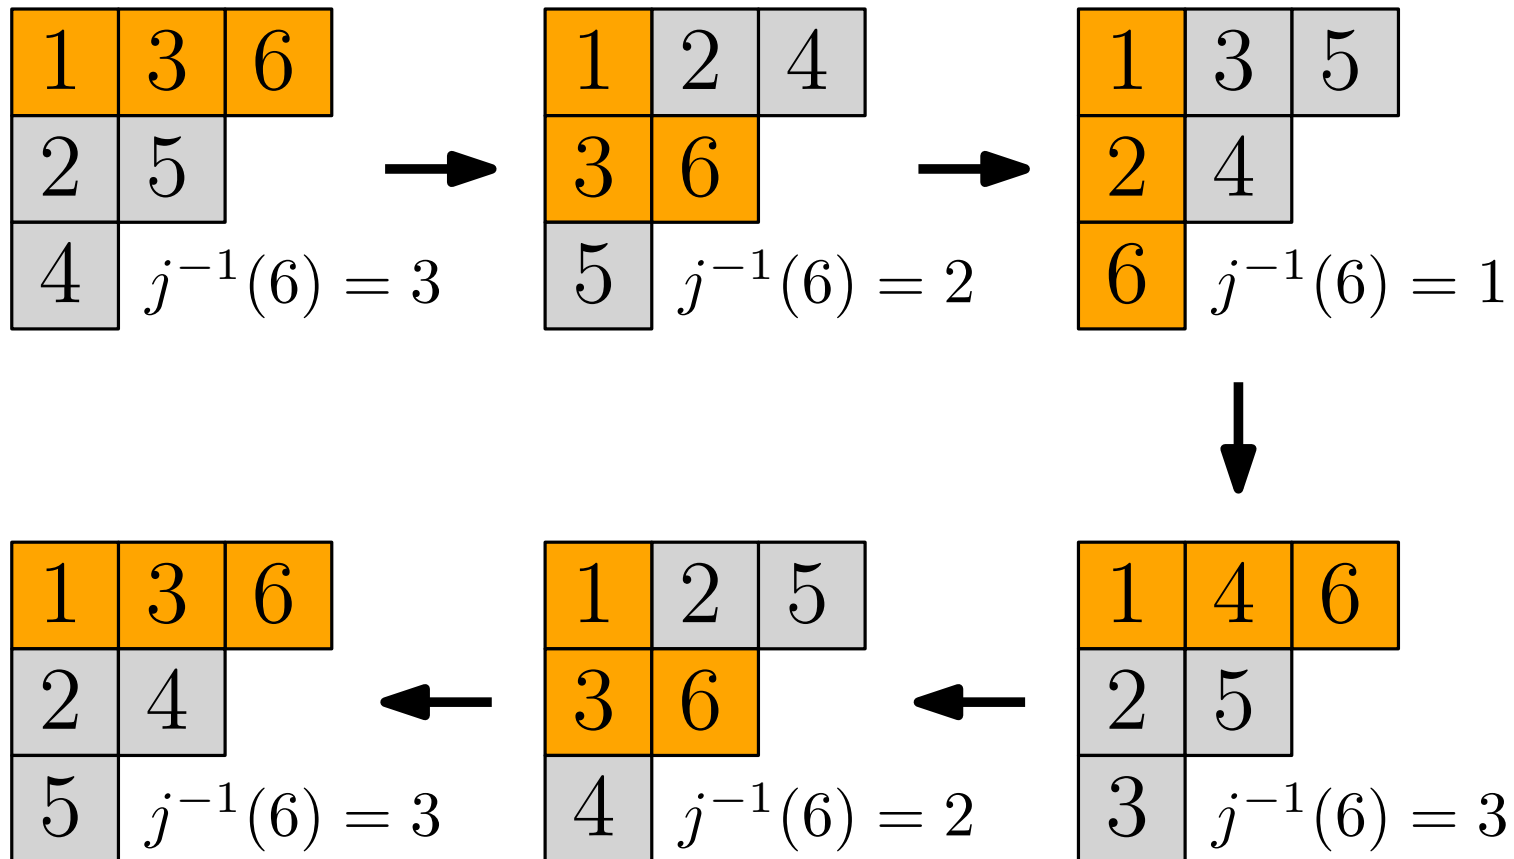 1 3 6 1 2 4 1 3 5
2 5 3 6 2 4
4 j⁻¹(6) = 3 5 j⁻¹(6) = 2 6 j⁻¹(6) = 1
1 3 6 1 2 5 1 4 6
2 4 3 6 2 5
5 j⁻¹(6) = 3 4 j⁻¹(6) = 2 3 j⁻¹(6) = 3